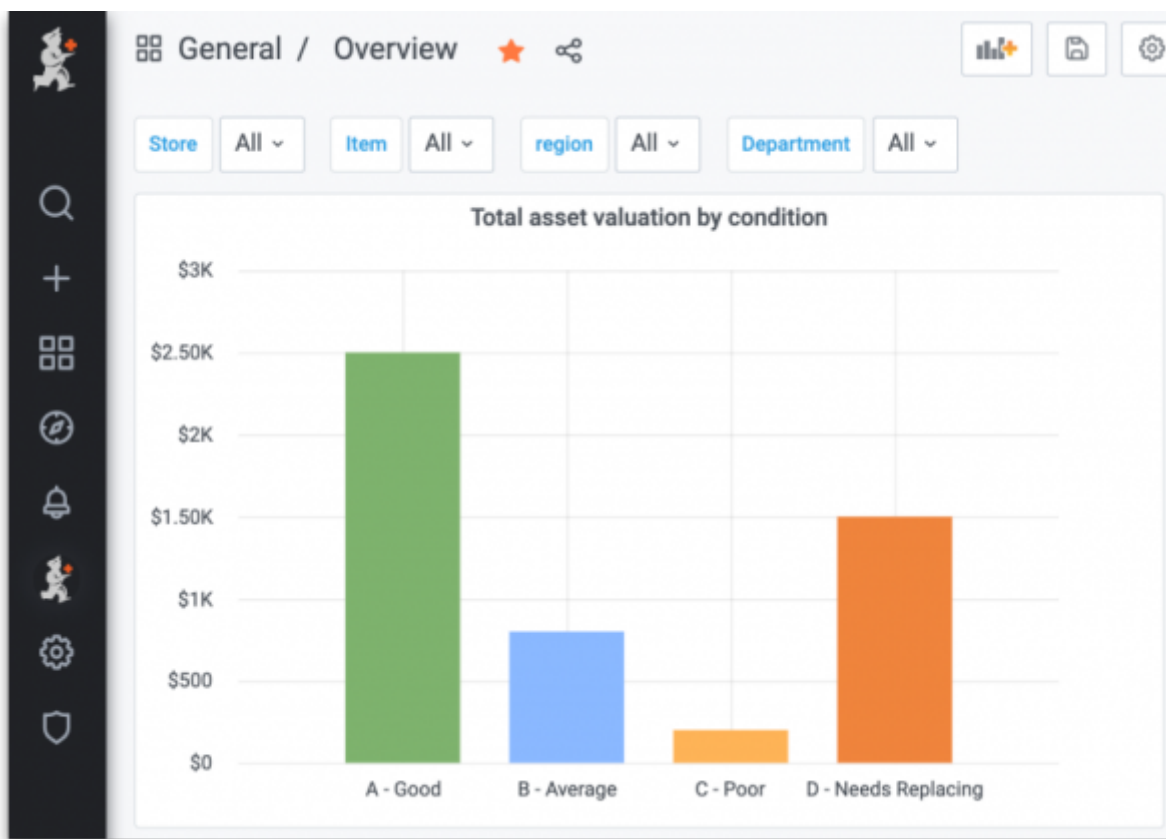 General / Overview
Store All Item All region All Department All
Total asset valuation by condition
$3K
$2.50K
$2K
$1.50K
$1K
$500
$0
A - Good B - Average C - Poor D - Needs Replacing